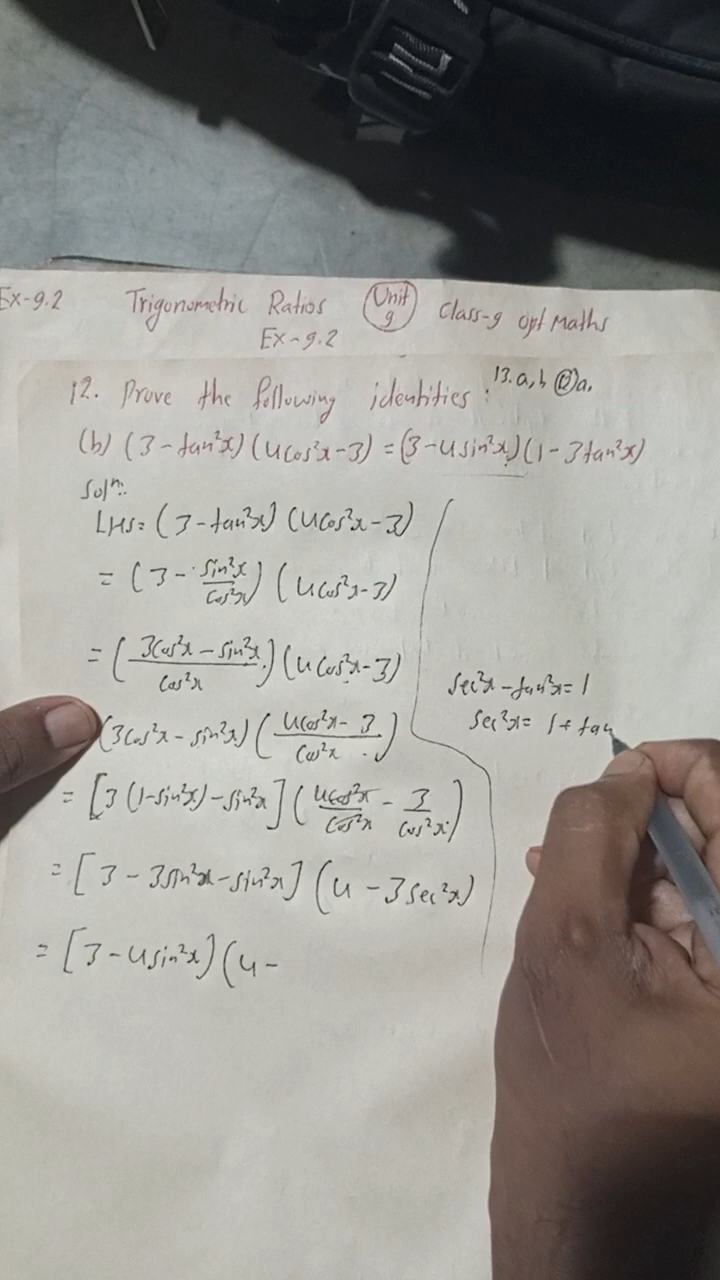 Ex-9.2 Trigonometric Ratios Unit 9 Class-9 opt Maths
Ex-9.2
12. Prove the following identities : 13. a, b 12 a.
(b) (3 - tan²x) (4cos²x - 3) = (3 - 4sin²x) (1 - 3tan²x)
Solⁿ:
LHS = (3 - tan²x) (4cos²x - 3)
= (3 - sin²x/cos²x) (4cos²x - 3)
= (3cos²x - sin²x/cos²x) (4cos²x - 3)
(3cos²x - sin²x) (4cos²x - 3/cos²x)
= [3 (1 - sin²x) - sin²x] (4cos²x/cos²x - 3/cos²x)
= [3 - 3sin²x - sin²x] (4 - 3sec²x)
= [3 - 4sin²x) (4 -
sec²x - tan²x = 1
sec²x = 1 + tan